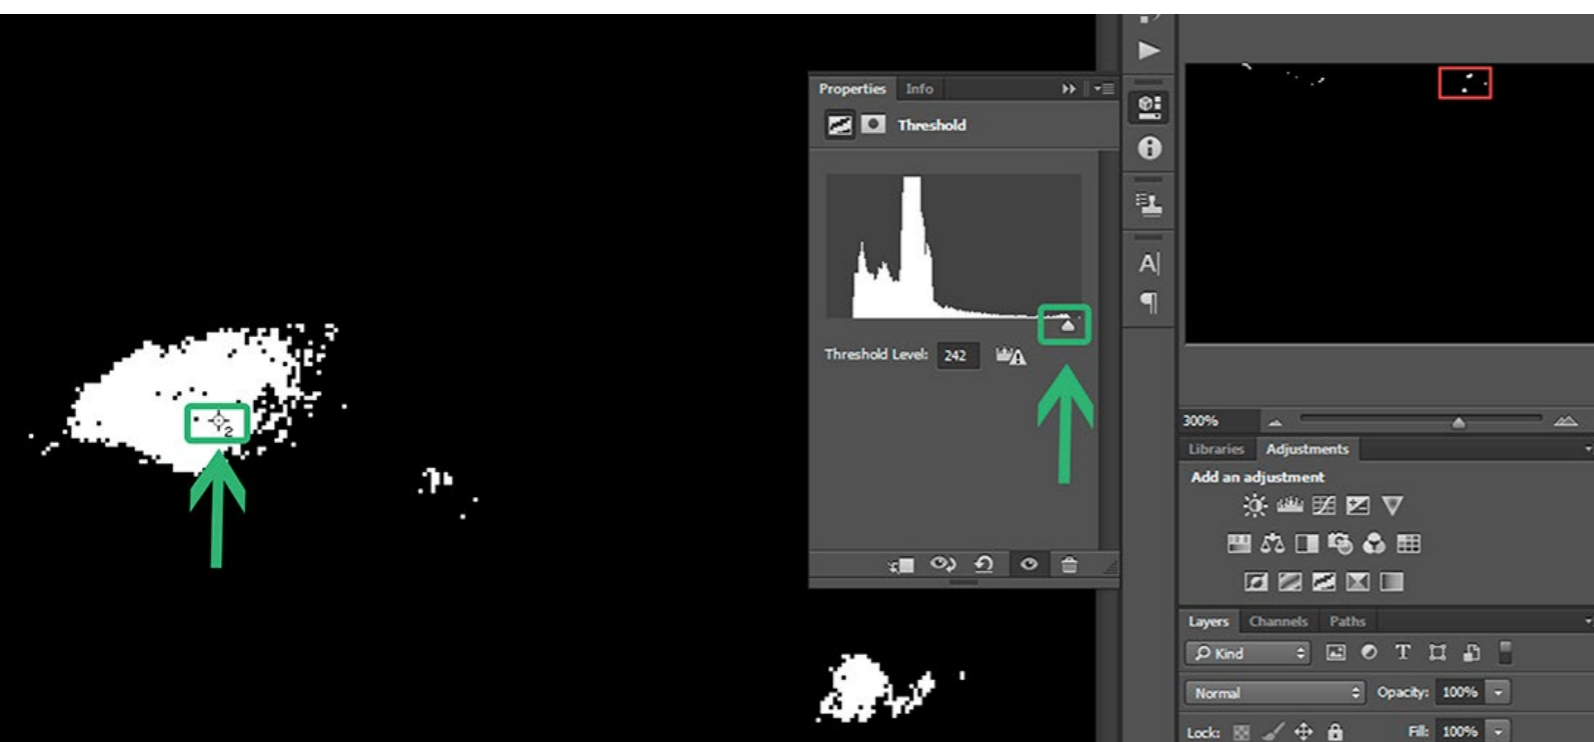 Properties Info
Threshold
Threshold Level: 242
2
A|
¶
300%
Libraries Adjustments
Add an adjustment
Layers Channels Paths
Kind
T
Normal
Opacity: 100%
Lock:
Fill: 100%